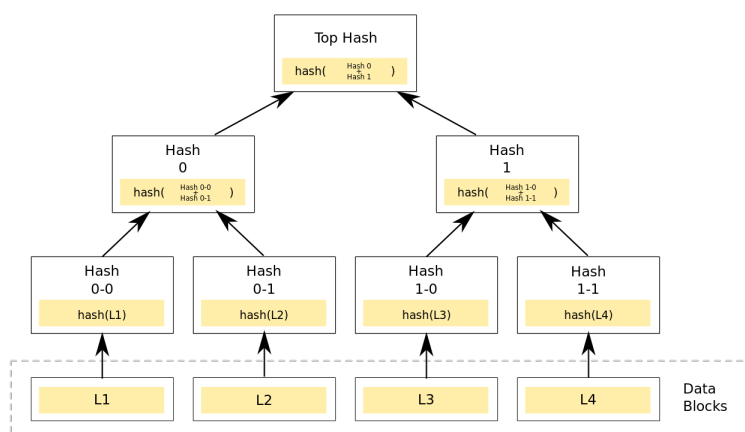 Top Hash
hash( Hash 0 + Hash 1 )
Hash
0
hash( Hash 0-0 + Hash 0-1 )
Hash
1
hash( Hash 1-0 + Hash 1-1 )
Hash
0-0
hash(L1)
Hash
0-1
hash(L2)
Hash
1-0
hash(L3)
Hash
1-1
hash(L4)
L1
L2
L3
L4
Data
Blocks